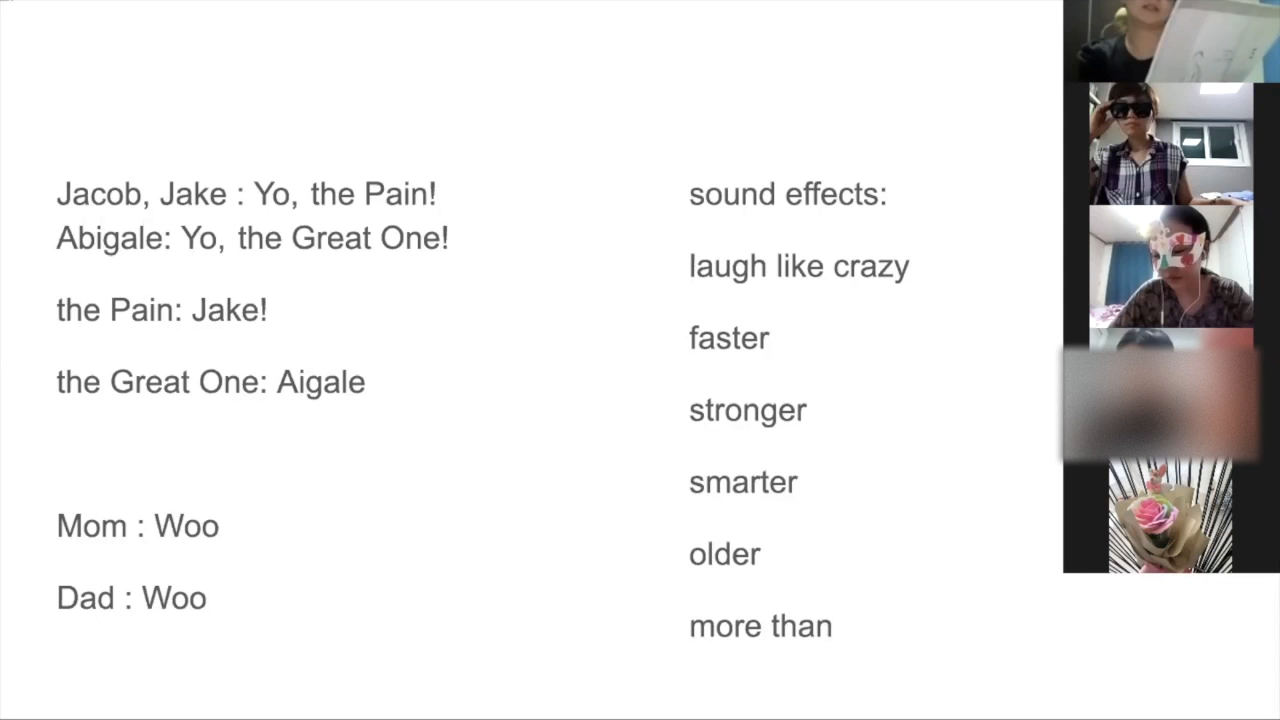 Jacob, Jake : Yo, the Pain!
Abigale: Yo, the Great One!
the Pain: Jake!
the Great One: Aigale
Mom : Woo
Dad : Woo
sound effects:
laugh like crazy
faster
stronger
smarter
older
more than